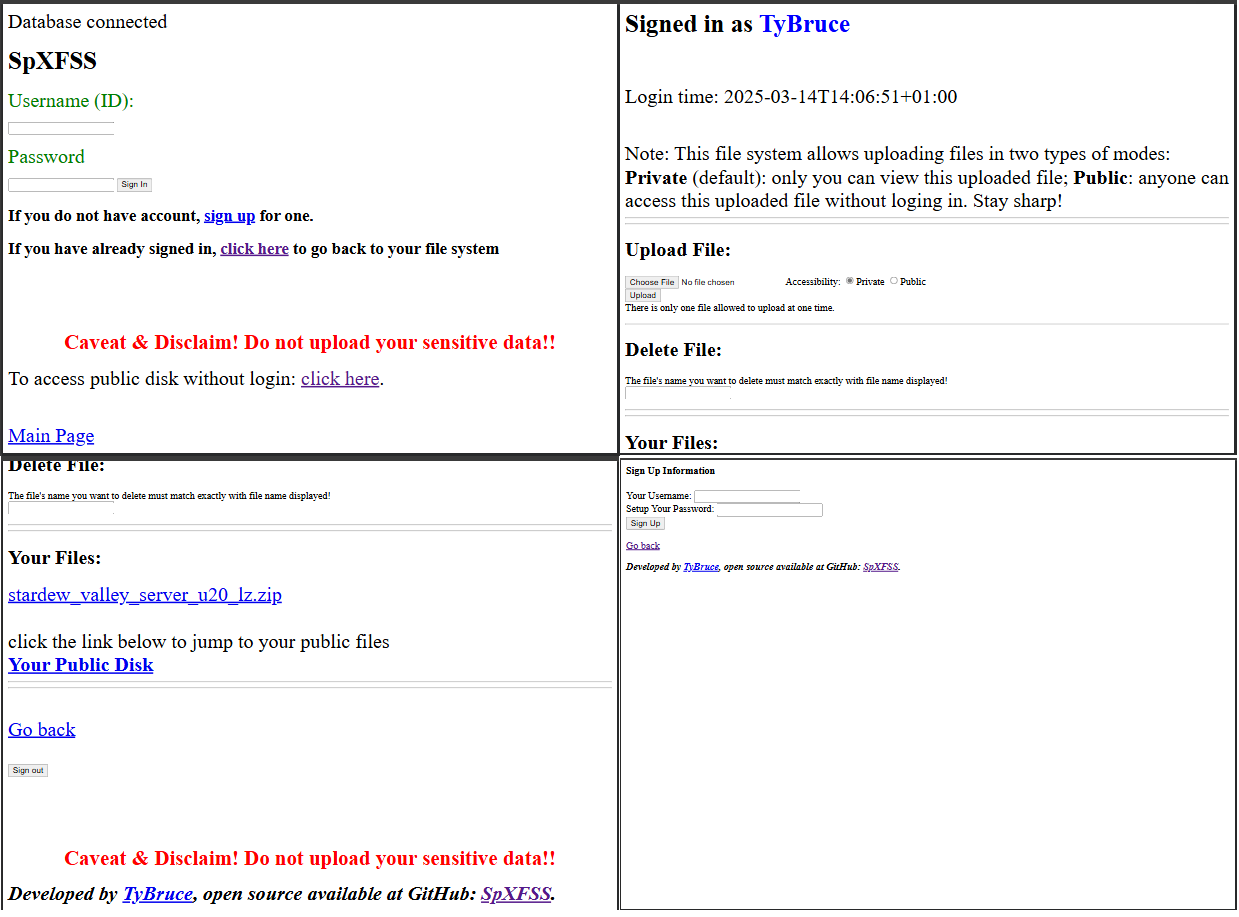 Database connected
SpXFSS
Username (ID):
Password
Sign In
If you do not have account, sign up for one.
If you have already signed in, click here to go back to your file system
Caveat & Disclaim! Do not upload your sensitive data!!
To access public disk without login: click here.
Main Page
Signed in as TyBruce
Login time: 2025-03-14T14:06:51+01:00
Note: This file system allows uploading files in two types of modes:
Private (default): only you can view this uploaded file; Public: anyone can
access this uploaded file without loging in. Stay sharp!
Upload File:
Choose File No file chosen Accessibility: Private Public
Upload
There is only one file allowed to upload at one time.
Delete File:
The file's name you want to delete must match exactly with file name displayed!
Your Files:
Delete File:
The file's name you want to delete must match exactly with file name displayed!
Your Files:
stardew_valley_server_u20_lz.zip
click the link below to jump to your public files
Your Public Disk
Go back
Sign out
Caveat & Disclaim! Do not upload your sensitive data!!
Developed by TyBruce, open source available at GitHub: SpXFSS.
Sign Up Information
Your Username:
Setup Your Password:
Sign Up
Go back
Developed by TyBruce, open source available at GitHub: SpXFSS.